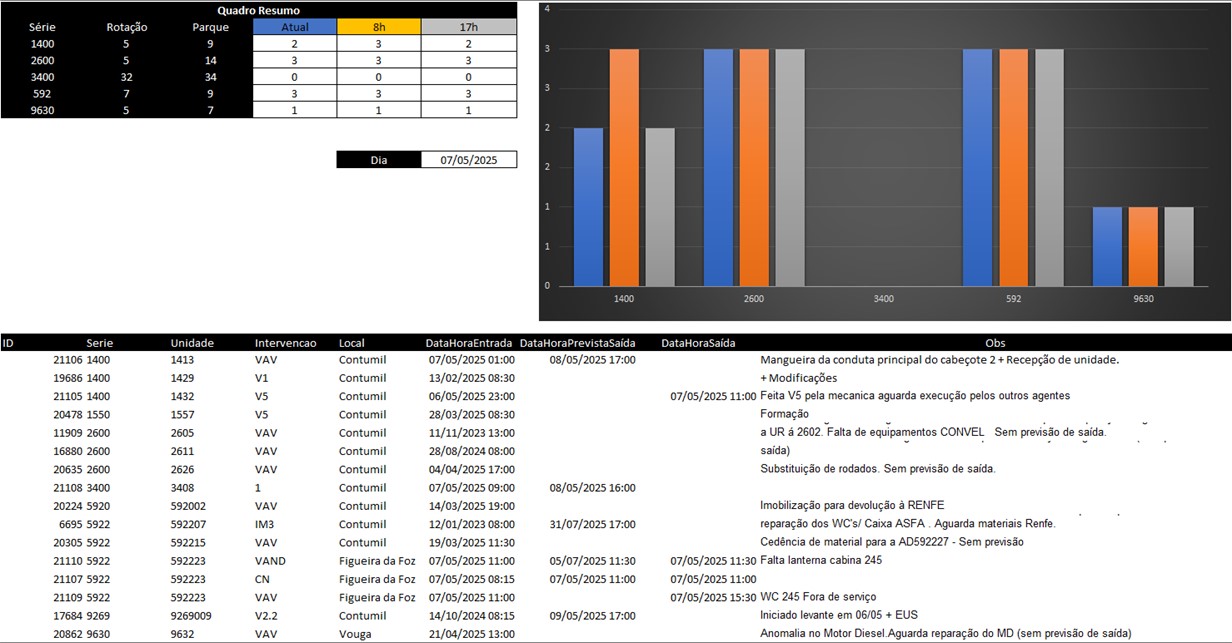 Quadro Resumo
Série Rotação Parque Atual 8h 17h
1400 5 9 2 3 2
2600 5 14 3 3 3
3400 32 34 0 0 0
592 7 9 3 3 3
9630 5 7 1 1 1
Dia 07/05/2025
4
3
3
2
2
1
1
0
1400 2600 3400 592 9630
ID Serie Unidade Intervencao Local DataHoraEntrada DataHoraPrevistaSaída DataHoraSaída Obs
21106 1400 1413 VAV Contumil 07/05/2025 01:00 08/05/2025 17:00 Mangueira da conduta principal do cabeçote 2 + Recepção de unidade.
19686 1400 1429 V1 Contumil 13/02/2025 08:30 + Modificações
21105 1400 1432 V5 Contumil 06/05/2025 23:00 07/05/2025 11:00 Feita V5 pela mecanica aguarda execução pelos outros agentes
20478 1550 1557 V5 Contumil 28/03/2025 08:30 Formação
11909 2600 2605 VAV Contumil 11/11/2023 13:00 a UR á 2602. Falta de equipamentos CONVEL Sem previsão de saída.
16880 2600 2611 VAV Contumil 28/08/2024 08:00 saída)
20635 2600 2626 VAV Contumil 04/04/2025 17:00 Substituição de rodados. Sem previsão de saída.
21108 3400 3408 1 Contumil 07/05/2025 09:00 08/05/2025 16:00
20224 5920 592002 VAV Contumil 14/03/2025 19:00 Imobilização para devolução à RENFE
6695 5922 592207 IM3 Contumil 12/01/2023 08:00 31/07/2025 17:00 reparação dos WC's/ Caixa ASFA . Aguarda materiais Renfe.
20305 5922 592215 VAV Contumil 19/03/2025 11:30 Cedência de material para a AD592227 - Sem previsão
21110 5922 592223 VAND Figueira da Foz 07/05/2025 11:00 05/07/2025 11:30 07/05/2025 11:30 Falta lanterna cabina 245
21107 5922 592223 CN Figueira da Foz 07/05/2025 08:15 07/05/2025 11:00 07/05/2025 11:00
21109 5922 592223 VAV Figueira da Foz 07/05/2025 11:00 07/05/2025 15:30 WC 245 Fora de serviço
17684 9269 9269009 V2.2 Contumil 14/10/2024 08:15 09/05/2025 17:00 Iniciado levante em 06/05 + EUS
20862 9630 9632 VAV Vouga 21/04/2025 13:00 Anomalia no Motor Diesel.Aguarda reparação do MD (sem previsão de saída)